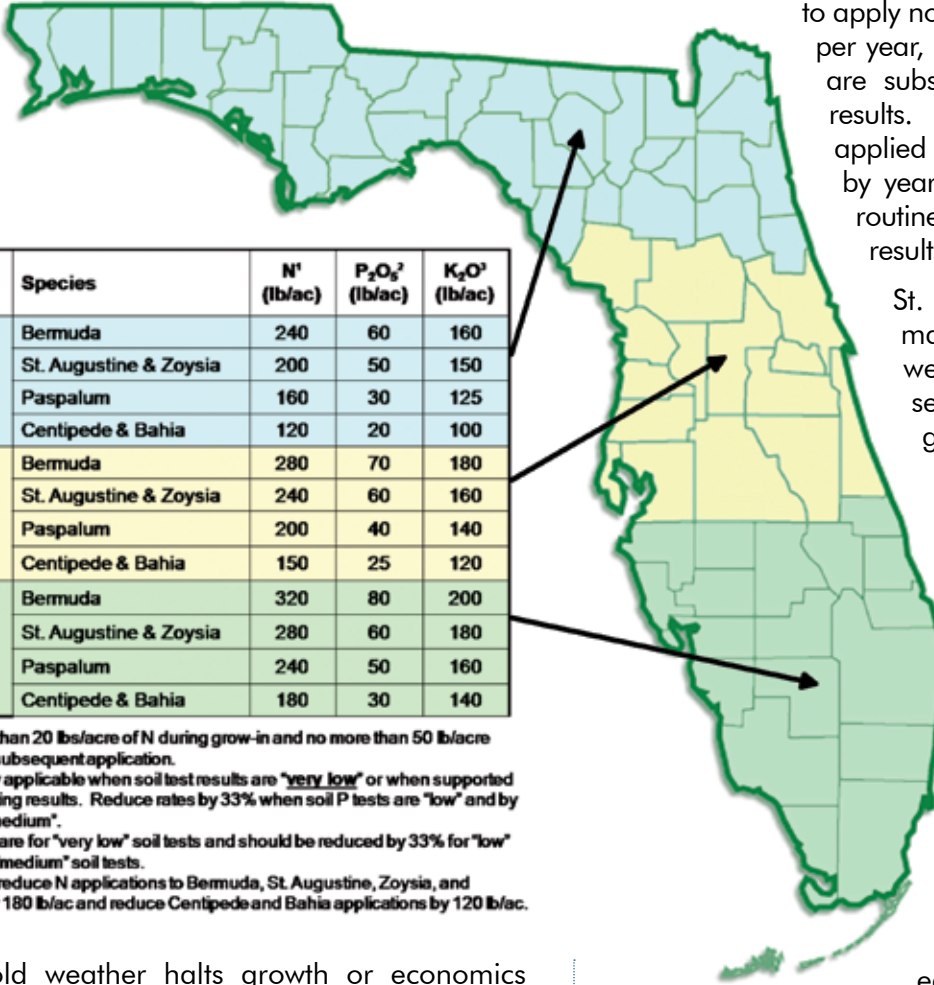 to apply no
per year,
are subs
results.
applied
by year
routine
result
St.
ma
we
se
g
Species N¹ (lb/ac) P₂O₅² (lb/ac) K₂O³ (lb/ac)
Bermuda 240 60 160
St. Augustine & Zoysia 200 50 150
Paspalum 160 30 125
Centipede & Bahia 120 20 100
Bermuda 280 70 180
St. Augustine & Zoysia 240 60 160
Paspalum 200 40 140
Centipede & Bahia 150 25 120
Bermuda 320 80 200
St. Augustine & Zoysia 280 60 180
Paspalum 240 50 160
Centipede & Bahia 180 30 140
than 20 lbs/acre of N during grow-in and no more than 50 lb/acre
subsequent application.
applicable when soil test results are "very low" or when supported
ing results. Reduce rates by 33% when soil P tests are "low" and by
edium".
are for "very low" soil tests and should be reduced by 33% for "low"
"medium" soil tests.
reduce N applications to Bermuda, St. Augustine, Zoysia, and
180 lb/ac and reduce Centipede and Bahia applications by 120 lb/ac.
old weather halts growth or economics